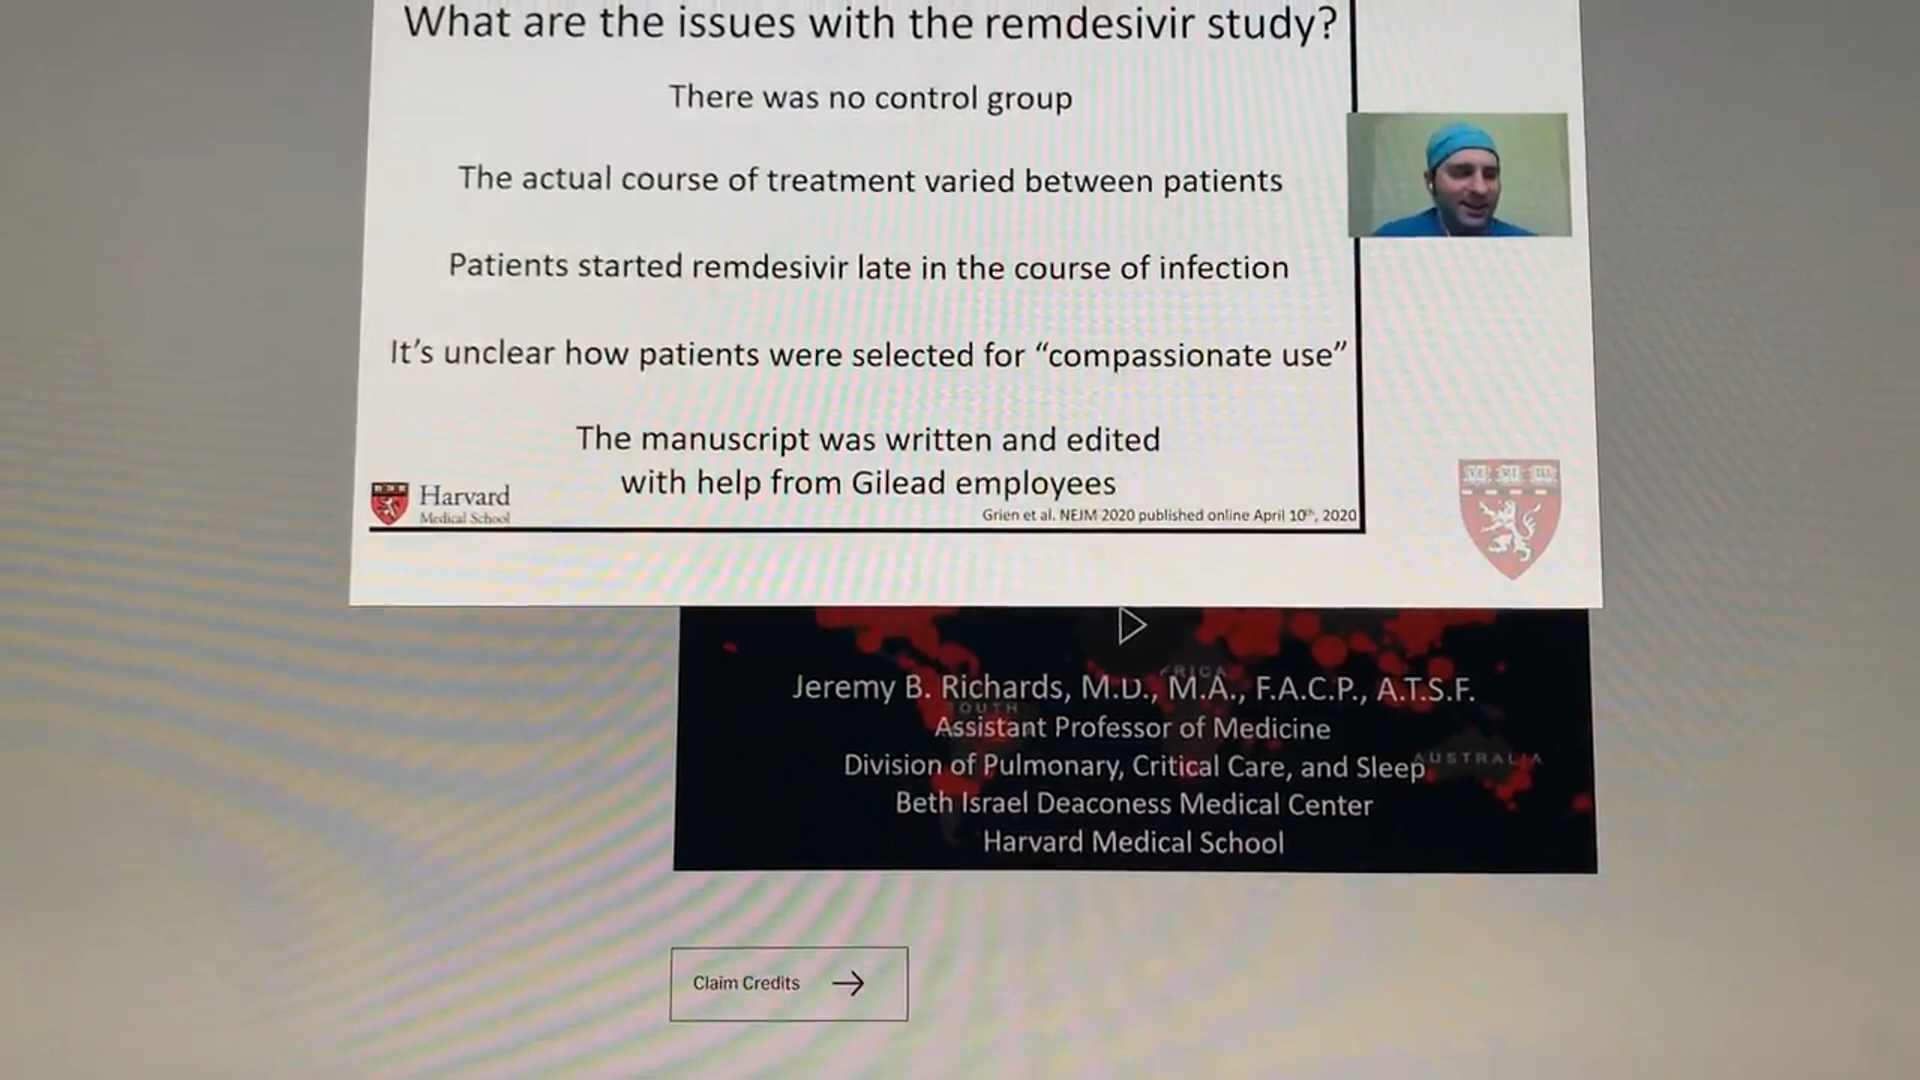 What are the issues with the remdesivir study?
There was no control group
The actual course of treatment varied between patients
Patients started remdesivir late in the course of infection
It's unclear how patients were selected for “compassionate use”
The manuscript was written and edited
with help from Gilead employees
Harvard
Medical School
Grien et al. NEJM 2020 published online April 10th, 2020
VE RI TAS
Jeremy B. Richards, M.D., M.A., F.A.C.P., A.T.S.F.
Assistant Professor of Medicine
Division of Pulmonary, Critical Care, and Sleep
AUSTRALIA
Beth Israel Deaconess Medical Center
Harvard Medical School
Claim Credits